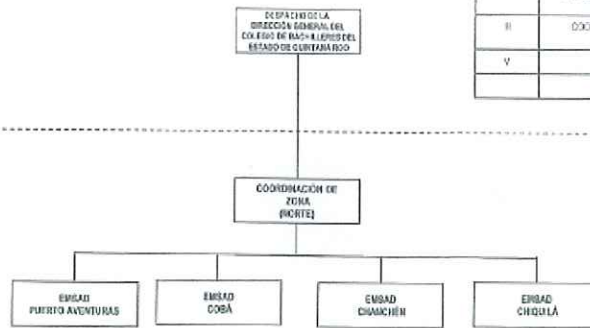 DESPACHO DE LA
DIRECCIÓN GENERAL DEL
COLEGIO DE BACHILLERES DEL
ESTADO DE QUINTANA ROO
II
V
COORDINACIÓN DE
ZONA
(NORTE)
EMSAD
PUERTO AVENTURAS
EMSAD
COBÁ
EMSAD
CHANCHÉN
EMSAD
CHIQUILÁ